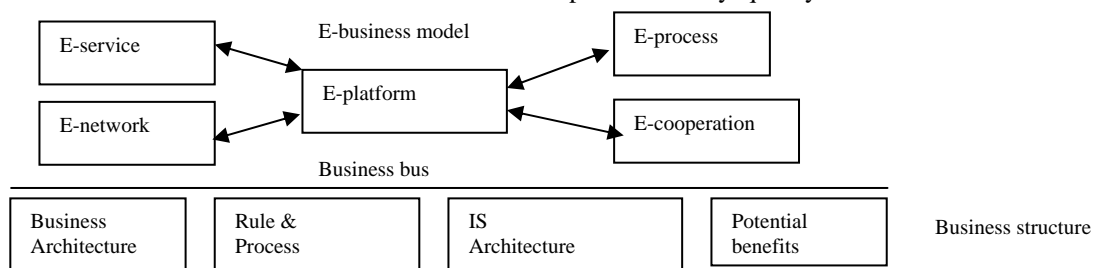 E-business model
E-service
E-process
E-platform
E-network
E-cooperation
Business bus
Business
Architecture
Rule &
Process
IS
Architecture
Potential
benefits
Business structure